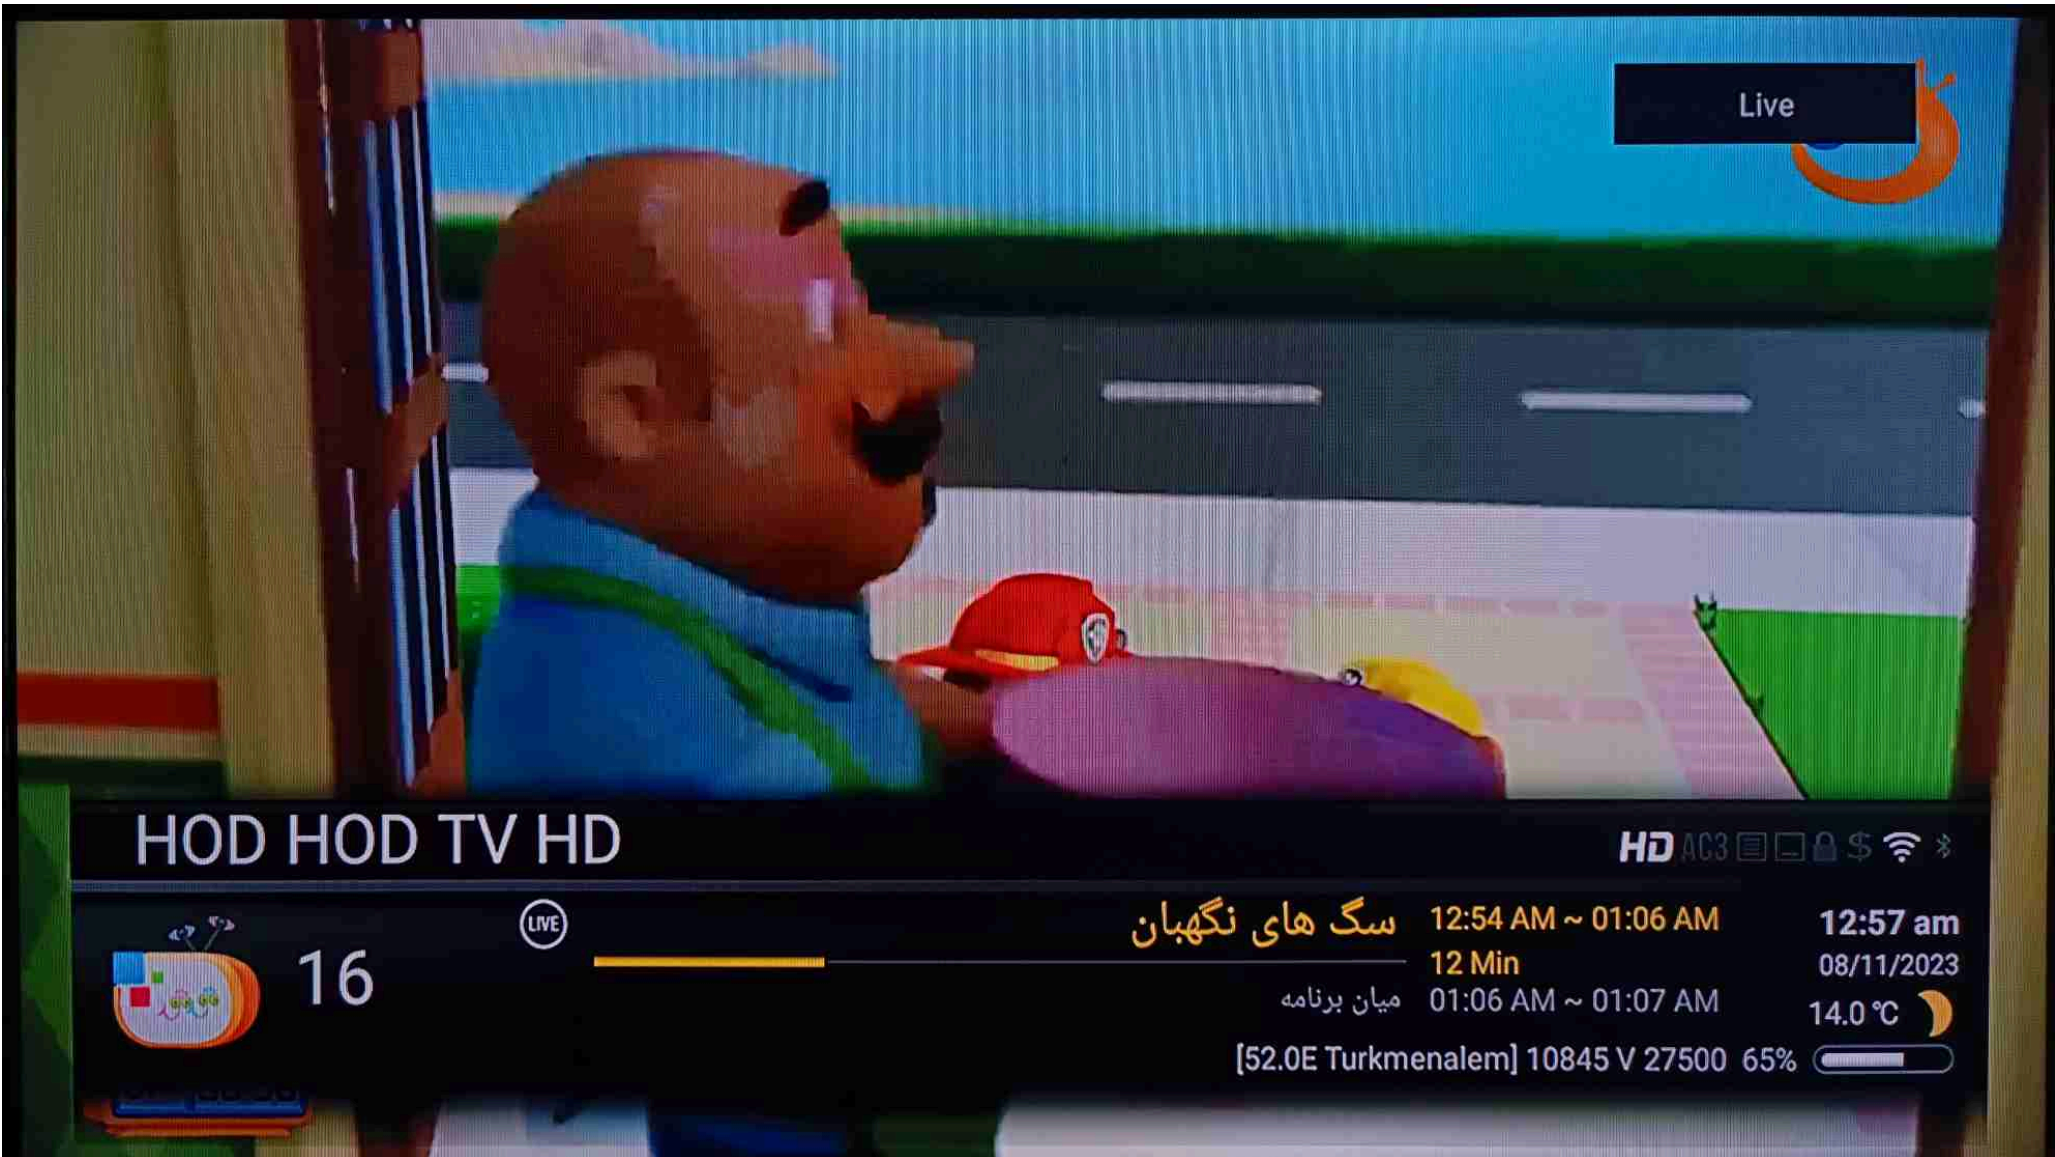 Live
HOD HOD TV HD
HD AC3 $
16
LIVE
سگ های نگهبان 12:54 AM ~ 01:06 AM
12 Min
میان برنامه 01:06 AM ~ 01:07 AM
12:57 am
08/11/2023
14.0 °C
[52.0E Turkmenalem] 10845 V 27500 65%